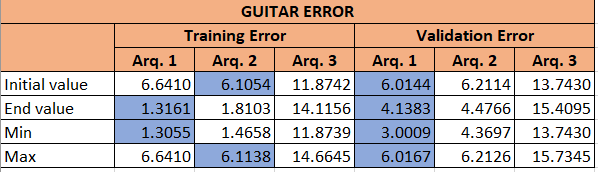 GUITAR ERROR
Training Error Validation Error
Arq. 1 Arq. 2 Arq. 3 Arq. 1 Arq. 2 Arq. 3
Initial value 6.6410 6.1054 11.8742 6.0144 6.2114 13.7430
End value 1.3161 1.8103 14.1156 4.1383 4.4766 15.4095
Min 1.3055 1.4658 11.8739 3.0009 4.3697 13.7430
Max 6.6410 6.1138 14.6645 6.0167 6.2126 15.7345